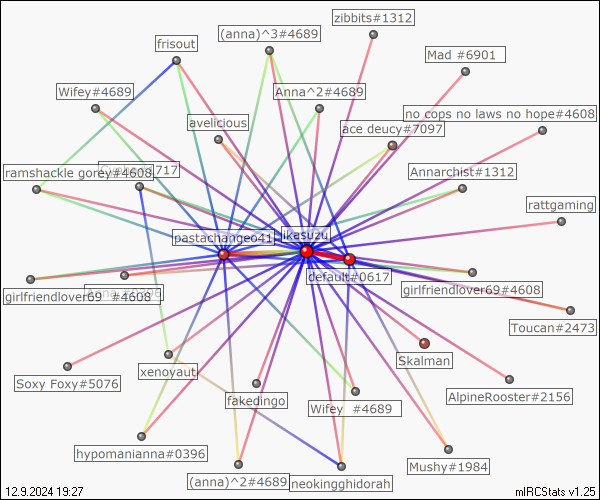 zibbits#1312
(anna)^3#4689
frisout
Mad #6901
Wifey#4689
Anna^2#4689
no cops no laws no hope#4608
avelicious
ace deucy#7097
ramshackle gorey#4608
717
Annarchist#1312
rattgaming
ikasuzu
pastachangeo41
default#0617
girlfriendlover69 #4608
girlfriendlover69#4608
Toucan#2473
Skalman
xenoyaut
Soxy Foxy#5076
AlpineRooster#2156
fakedingo
Wifey  #4689
hypomanianna#0396
Mushy#1984
(anna)^2#4689
neokingghidorah
12.9.2024 19:27
mIRCStats v1.25